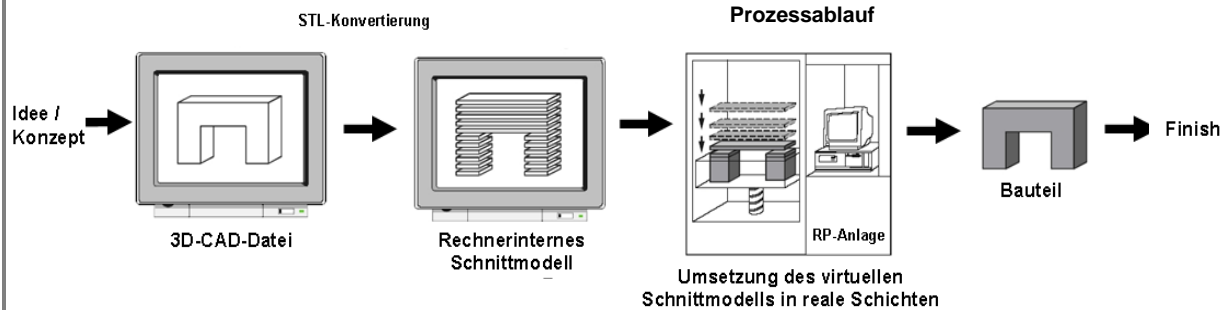 STL-Konvertierung
Prozessablauf
Idee /
Konzept
3D-CAD-Datei
Rechnerinternes
Schnittmodell
RP-Anlage
Umsetzung des virtuellen
Schnittmodells in reale Schichten
Bauteil
Finish